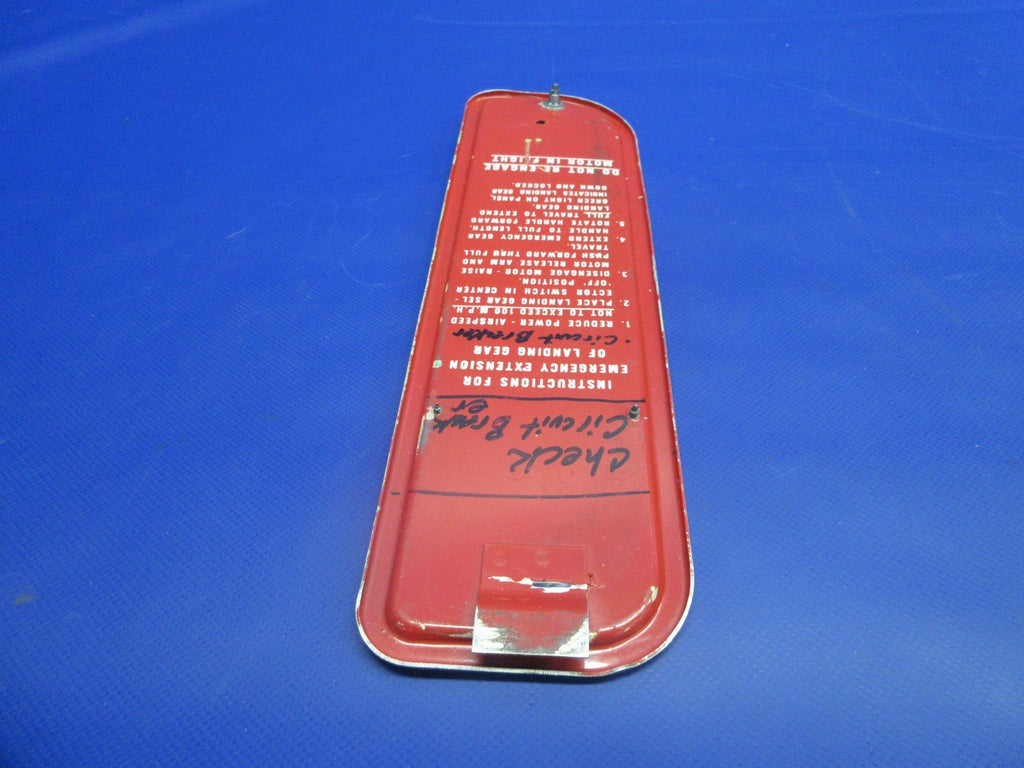 check
Circuit Break
er
INSTRUCTIONS FOR
EMERGENCY EXTENSION
OF LANDING GEAR
· Circuit Breaker
1. REDUCE POWER - AIRSPEED
NOT TO EXCEED 100 M.P.H.
2. PLACE LANDING GEAR SEL-
ECTOR SWITCH IN CENTER
'OFF' POSITION.
3. DISENGAGE MOTOR - RAISE
MOTOR RELEASE ARM AND
PUSH FORWARD THRU FULL
TRAVEL.
4. EXTEND EMERGENCY GEAR
HANDLE TO FULL LENGTH.
5. ROTATE HANDLE FORWARD
FULL TRAVEL TO EXTEND
LANDING GEAR.
GREEN LIGHT ON PANEL
INDICATES LANDING GEAR
DOWN AND LOCKED.
DO NOT RE-ENGAGE
MOTOR IN FLIGHT